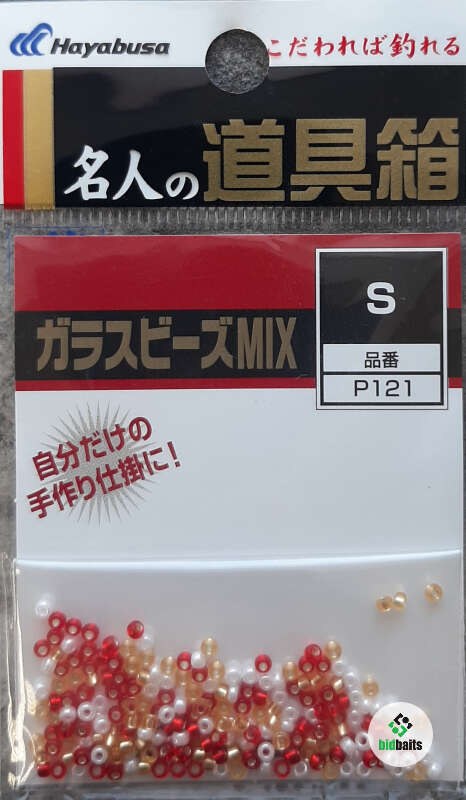 Hayabusa
こだわれば釣れる
名人の道具箱
S
品番
P121
ガラスビーズMIX
自分だけの
手作り仕掛に!
bidbaits